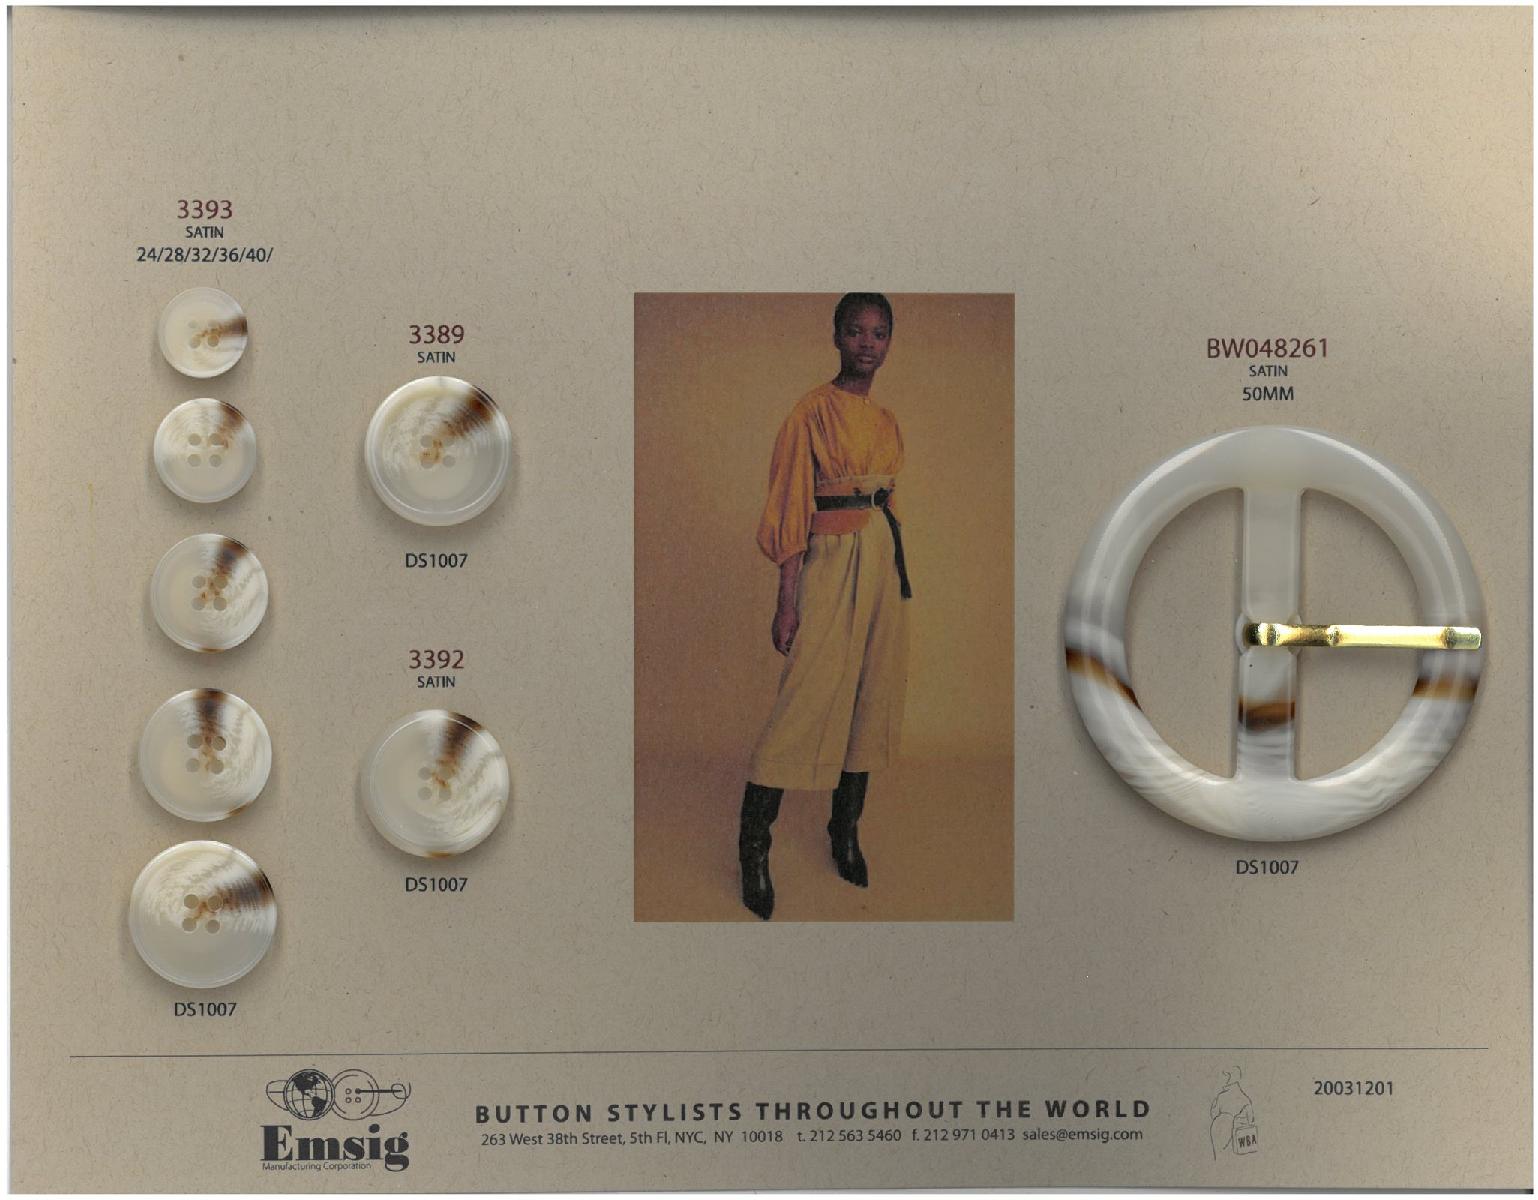 3393
SATIN
24/28/32/36/40/
DS1007
3389
SATIN
DS1007
3392
SATIN
DS1007
BW048261
SATIN
50MM
DS1007
Emsig
Manufacturing Corporation
BUTTON STYLISTS THROUGHOUT THE WORLD
263 West 38th Street, 5th Fl, NYC, NY 10018 t. 212 563 5460 f. 212 971 0413 sales@emsig.com
WBA
20031201